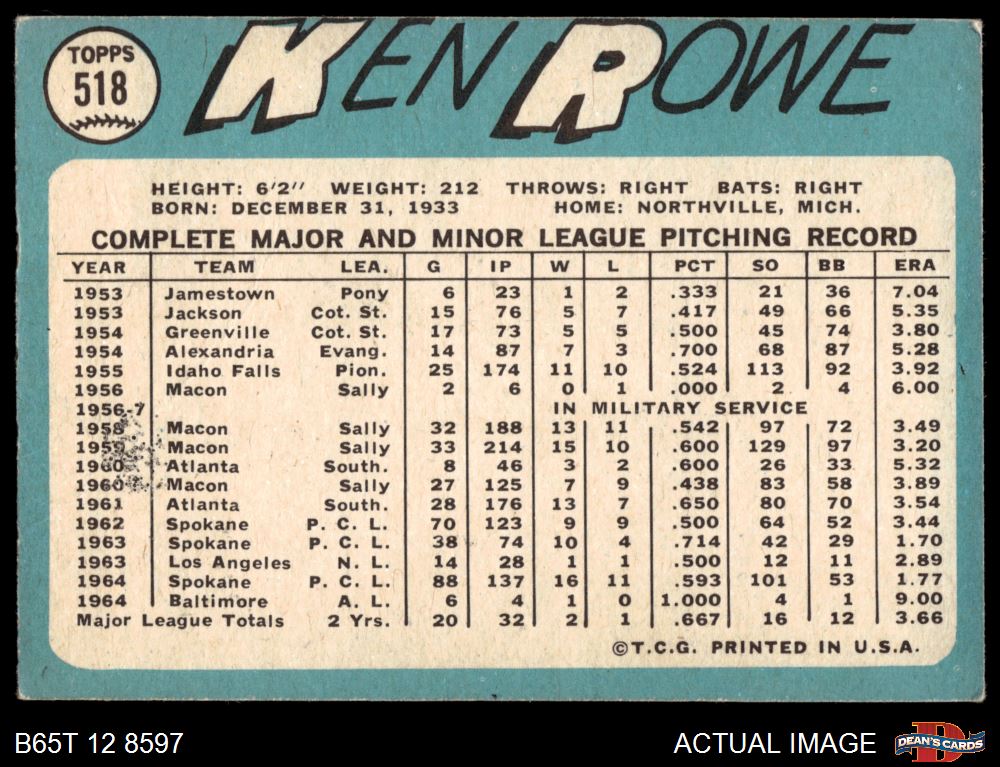 TOPPS
518
KEN ROWE
HEIGHT: 6'2" WEIGHT: 212 THROWS: RIGHT BATS: RIGHT
BORN: DECEMBER 31, 1933 HOME: NORTHVILLE, MICH.
COMPLETE MAJOR AND MINOR LEAGUE PITCHING RECORD
YEAR TEAM LEA. G IP W L PCT SO BB ERA
1953 Jamestown Pony 6 23 1 2 .333 21 36 7.04
1953 Jackson Cot. St. 15 76 5 7 .417 49 66 5.35
1954 Greenville Cot. St. 17 73 5 5 .500 45 74 3.80
1954 Alexandria Evang. 14 87 7 3 .700 68 87 5.28
1955 Idaho Falls Pion. 25 174 11 10 .524 113 92 3.92
1956 Macon Sally 2 6 0 1 .000 2 4 6.00
1956-7 IN MILITARY SERVICE
1958 Macon Sally 32 188 13 11 .542 97 72 3.49
1959 Macon Sally 33 214 15 10 .600 129 97 3.20
1960 Atlanta South. 8 46 3 2 .600 26 33 5.32
1960 Macon Sally 27 125 7 9 .438 83 58 3.89
1961 Atlanta South. 28 176 13 7 .650 80 70 3.54
1962 Spokane P. C. L. 70 123 9 9 .500 64 52 3.44
1963 Spokane P. C. L. 38 74 10 4 .714 42 29 1.70
1963 Los Angeles N. L. 14 28 1 1 .500 12 11 2.89
1964 Spokane P. C. L. 88 137 16 11 .593 101 53 1.77
1964 Baltimore A. L. 6 4 1 0 1.000 4 1 9.00
Major League Totals 2 Yrs. 20 32 2 1 .667 16 12 3.66
©T.C.G. PRINTED IN U.S.A.
B65T 12 8597
ACTUAL IMAGE
DEAN'S CARDS